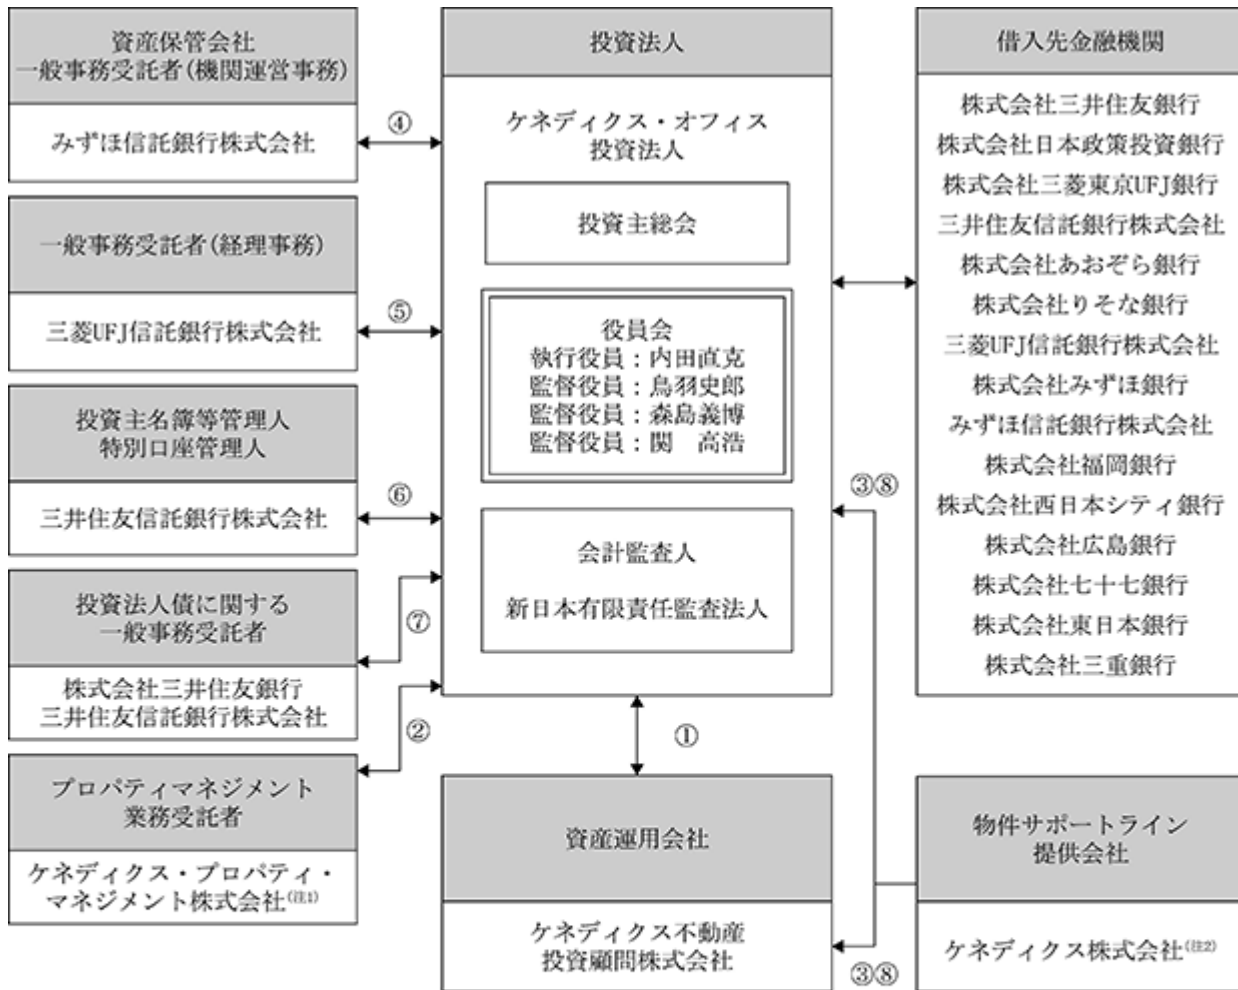 資産保管会社
一般事務受託者(機関運営事務)
みずほ信託銀行株式会社
④
一般事務受託者(経理事務)
三菱UFJ信託銀行株式会社
⑤
投資主名簿等管理人
特別口座管理人
三井住友信託銀行株式会社
⑥
投資法人債に関する
一般事務受託者
株式会社三井住友銀行
三井住友信託銀行株式会社
⑦
プロパティマネジメント
業務受託者
ケネディクス・プロパティ・
マネジメント株式会社(注1)
②
投資法人
ケネディクス・オフィス
投資法人
投資主総会
役員会
執行役員：内田直克
監督役員：鳥羽史郎
監督役員：森島義博
監督役員：関　高浩
会計監査人
新日本有限責任監査法人
①
資産運用会社
ケネディクス不動産
投資顧問株式会社
借入先金融機関
株式会社三井住友銀行
株式会社日本政策投資銀行
株式会社三菱東京UFJ銀行
三井住友信託銀行株式会社
株式会社あおぞら銀行
株式会社りそな銀行
三菱UFJ信託銀行株式会社
株式会社みずほ銀行
みずほ信託銀行株式会社
株式会社福岡銀行
株式会社西日本シティ銀行
株式会社広島銀行
株式会社七十七銀行
株式会社東日本銀行
株式会社三重銀行
③⑧
物件サポートライン
提供会社
ケネディクス株式会社(注2)
③⑧